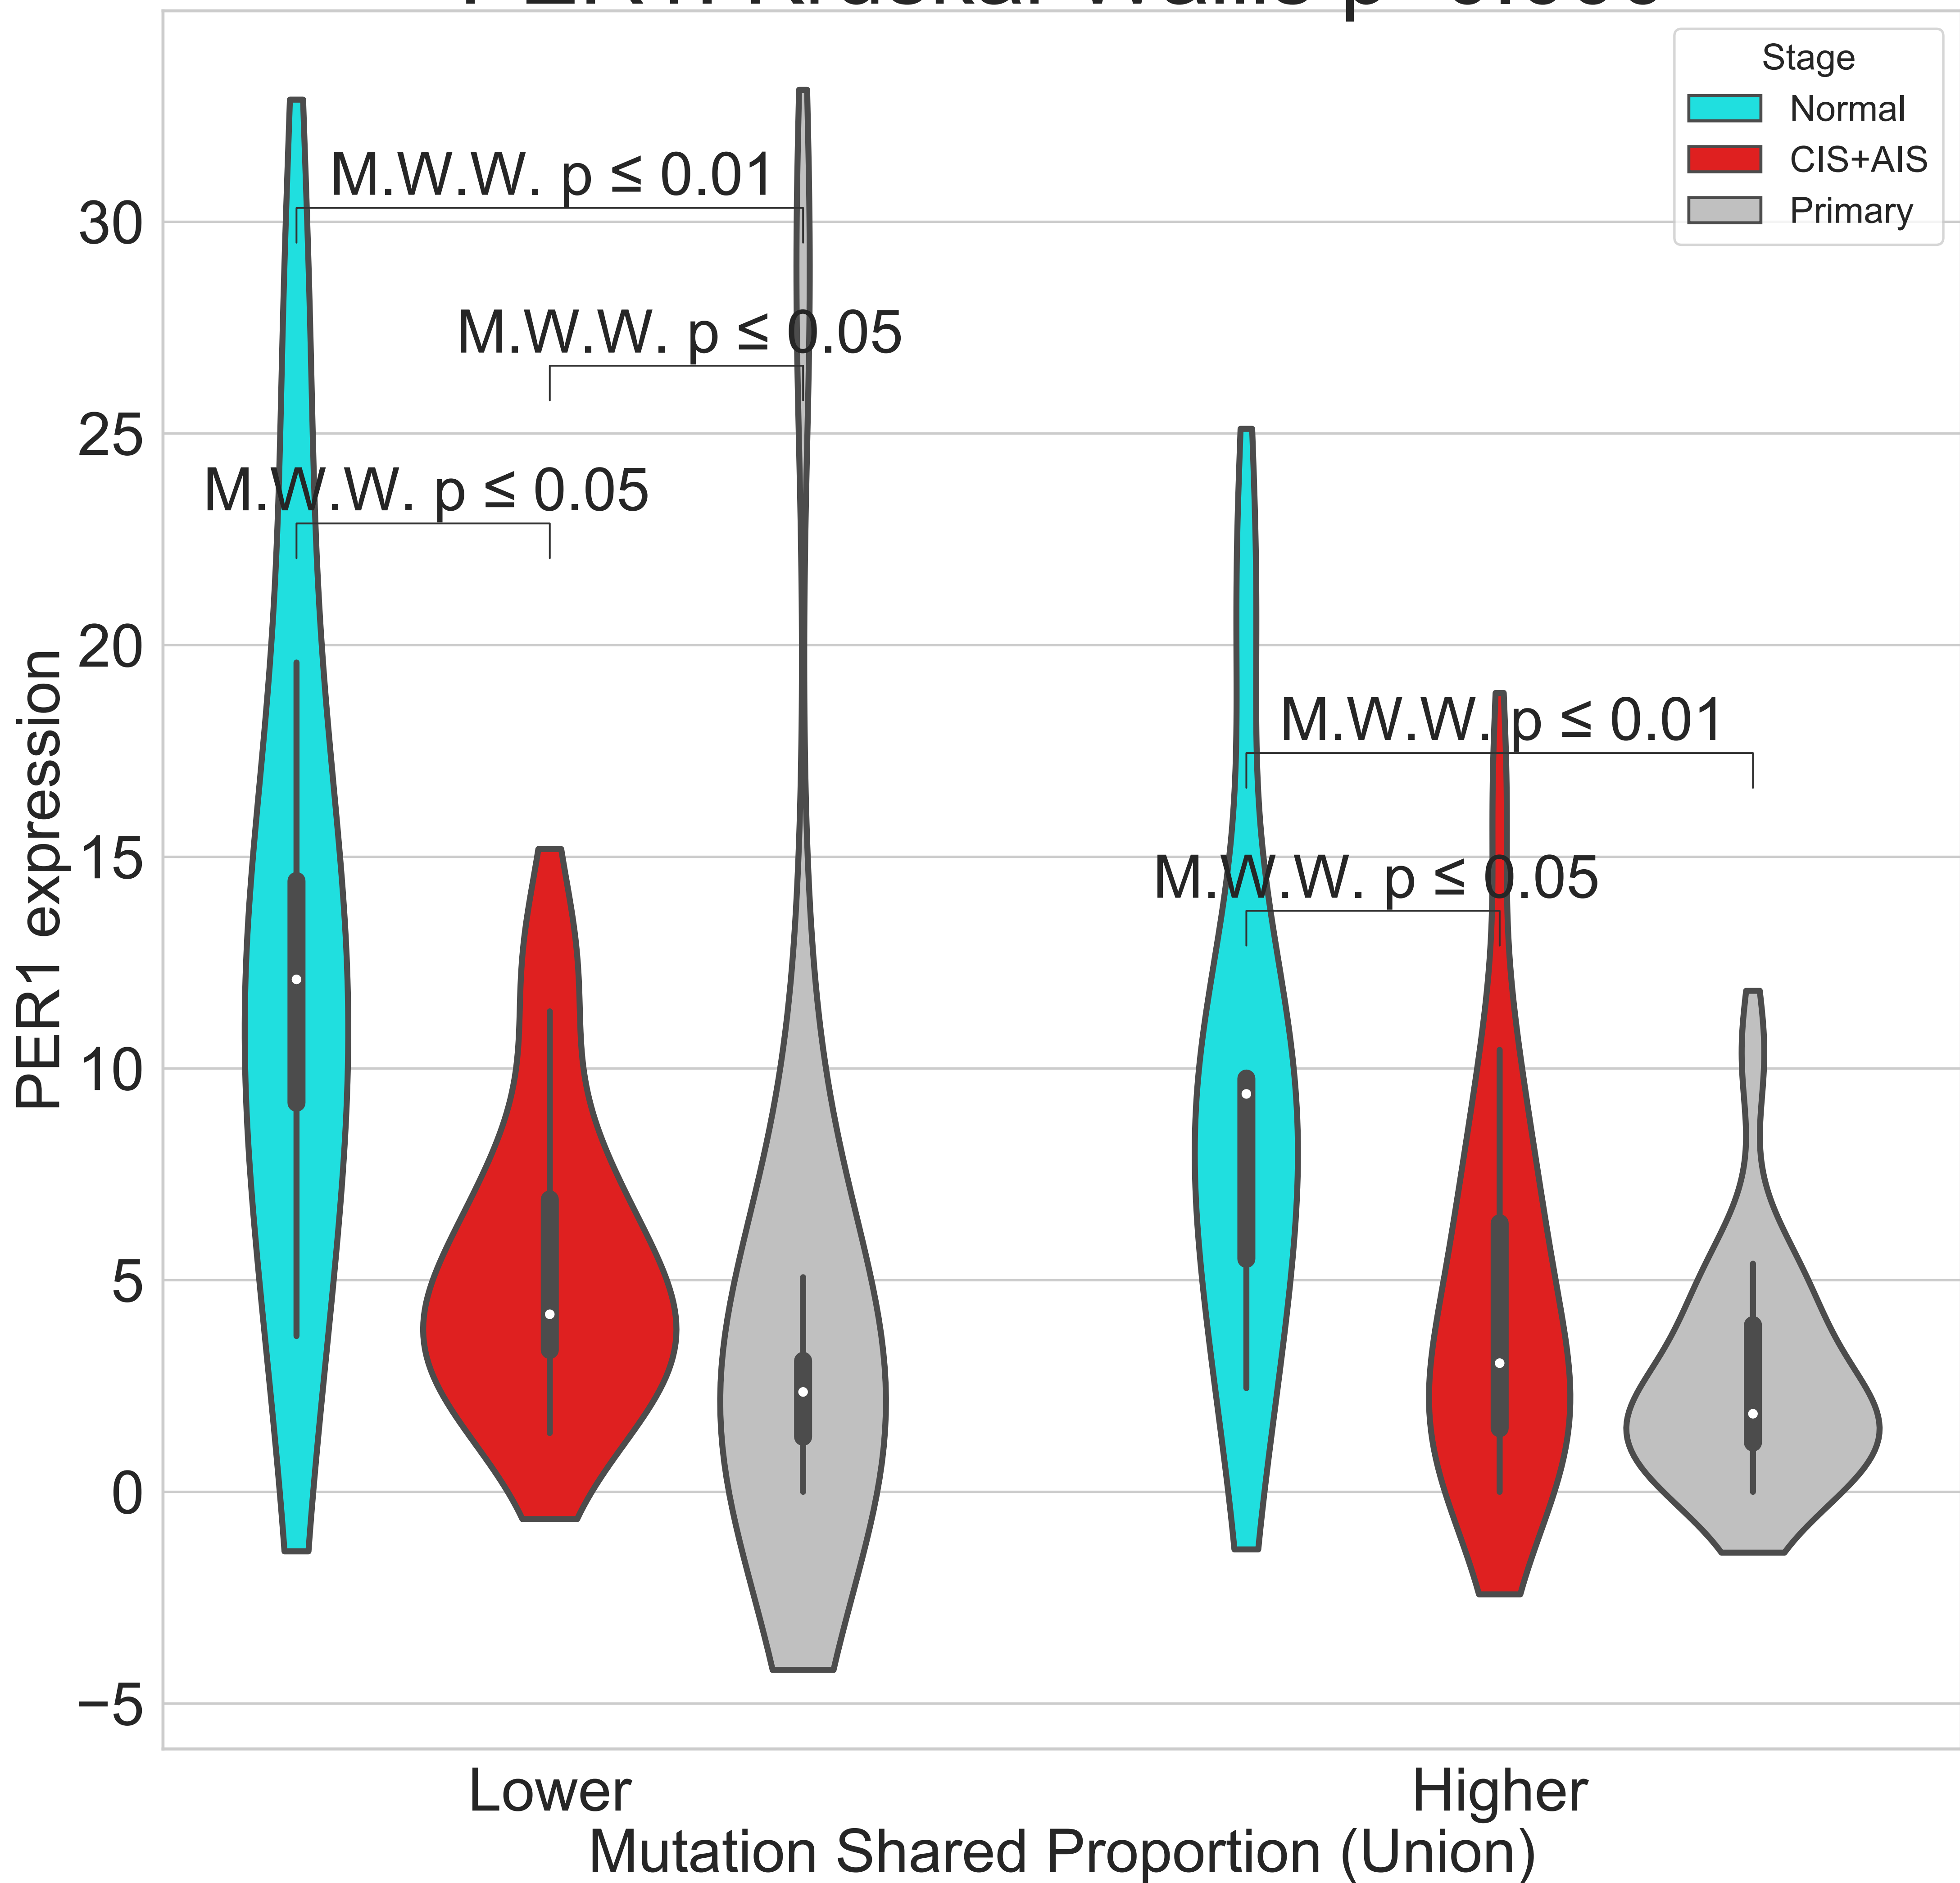 Stage
Normal
CIS+AIS
Primary
M.W.W. p ≤ 0.01
M.W.W. p ≤ 0.05
M.W.W. p ≤ 0.05
M.W.W. p ≤ 0.01
M.W.W. p ≤ 0.05
30
25
20
15
10
5
0
−5
PER1 expression
Lower
Higher
Mutation Shared Proportion (Union)